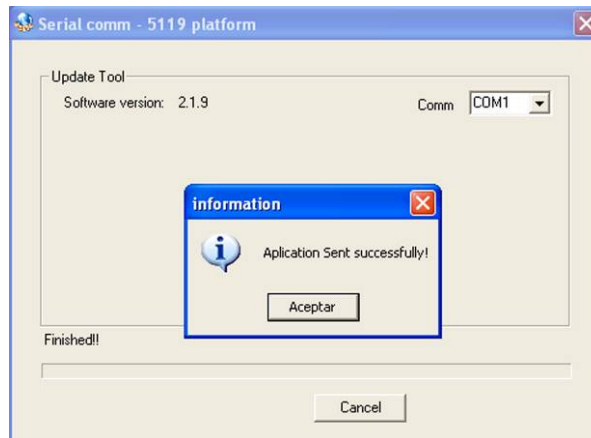 Serial comm - 5119 platform
Update Tool
Software version: 2.1.9
Comm COM1
information
Aplication Sent successfully!
Aceptar
Finished!!
Cancel